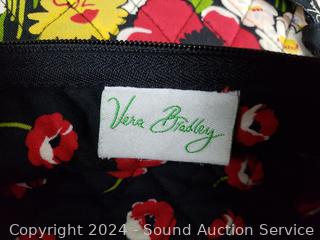 Vera Bradley
Copyright © 2024 - Sound Auction Service